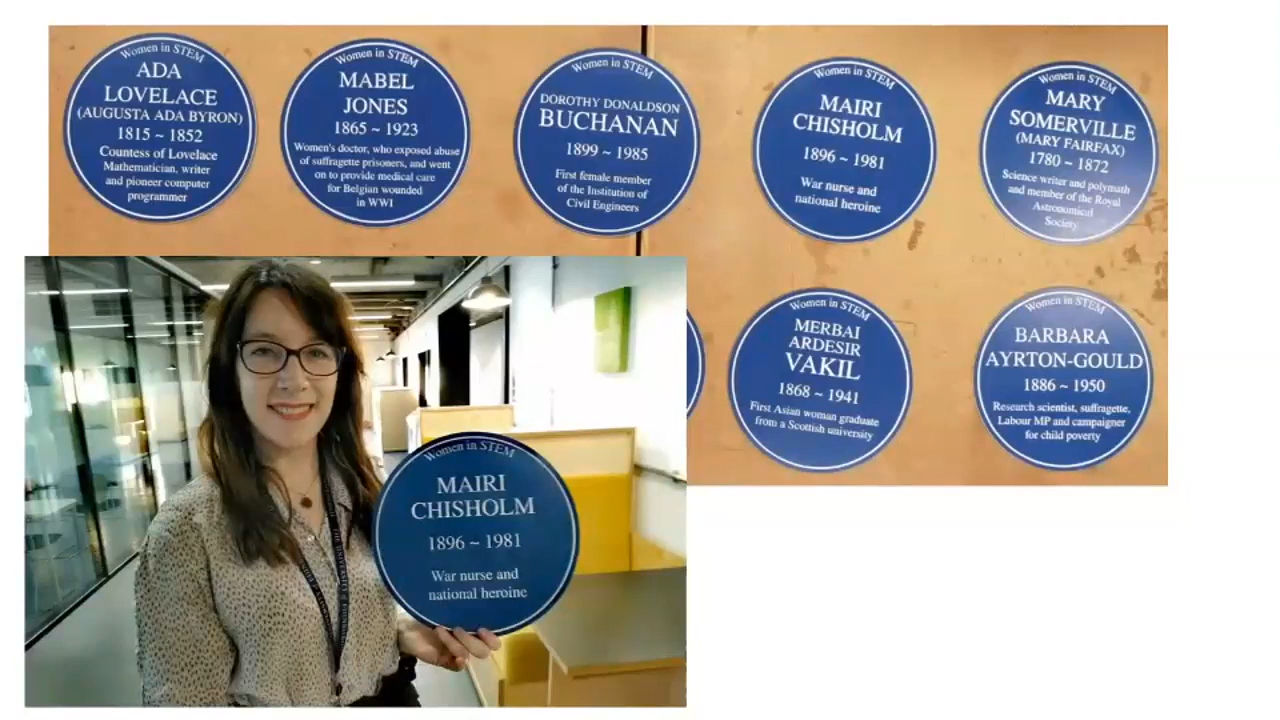 Women in STEM
ADA
LOVELACE
(AUGUSTA ADA BYRON)
1815 ~ 1852
Countess of Lovelace
Mathematician, writer
and pioneer computer
programmer
Women in STEM
MABEL
JONES
1865 ~ 1923
Women's doctor, who exposed abuse
of suffragette prisoners, and went
on to provide medical care
for Belgian wounded
in WWI
Women in STEM
DOROTHY DONALDSON
BUCHANAN
1899 ~ 1985
First female member
of the Institution of
Civil Engineers
Women in STEM
MAIRI
CHISHOLM
1896 ~ 1981
War nurse and
national heroine
Women in STEM
MARY
SOMERVILLE
(MARY FAIRFAX)
1780 ~ 1872
Science writer and polymath
and member of the Royal
Astronomical
Society
Women in STEM
MERBAI
ARDESIR
VAKIL
1868 ~ 1941
First Asian woman graduate
from a Scottish university
Women in STEM
BARBARA
AYRTON-GOULD
1886 ~ 1950
Research scientist, suffragette,
Labour MP and campaigner
for child poverty
Women in STEM
MAIRI
CHISHOLM
1896 ~ 1981
War nurse and
national heroine